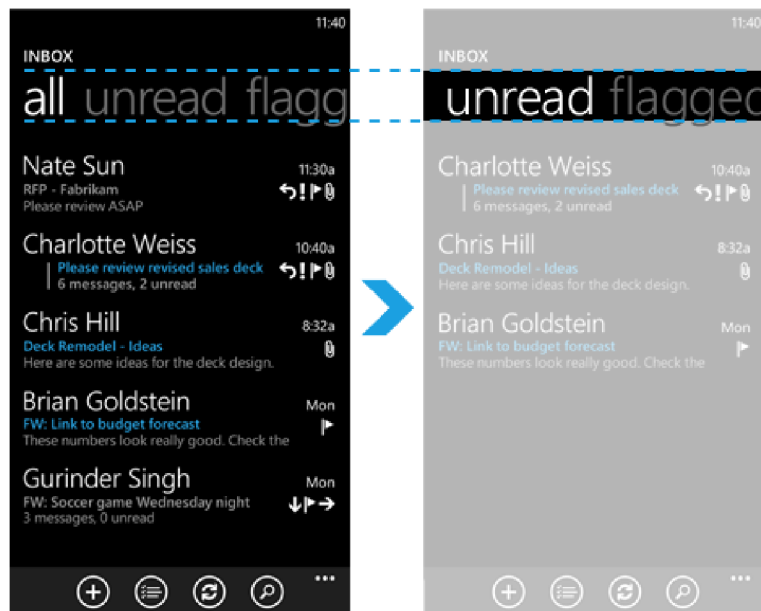 11:40
INBOX
all unread flagg
Nate Sun
11:30a
RFP - Fabrikam
Please review ASAP
Charlotte Weiss
10:40a
Please review revised sales deck
6 messages, 2 unread
Chris Hill
8:32a
Deck Remodel - Ideas
Here are some ideas for the deck design.
Brian Goldstein
Mon
FW: Link to budget forecast
These numbers look really good. Check the
Gurinder Singh
Mon
FW: Soccer game Wednesday night
3 messages, 0 unread
11:40
INBOX
unread flagged
Charlotte Weiss
10:40a
Please review revised sales deck
6 messages, 2 unread
Chris Hill
8:32a
Deck Remodel - Ideas
Here are some ideas for the deck design.
Brian Goldstein
Mon
FW: Link to budget forecast
These numbers look really good. Check the